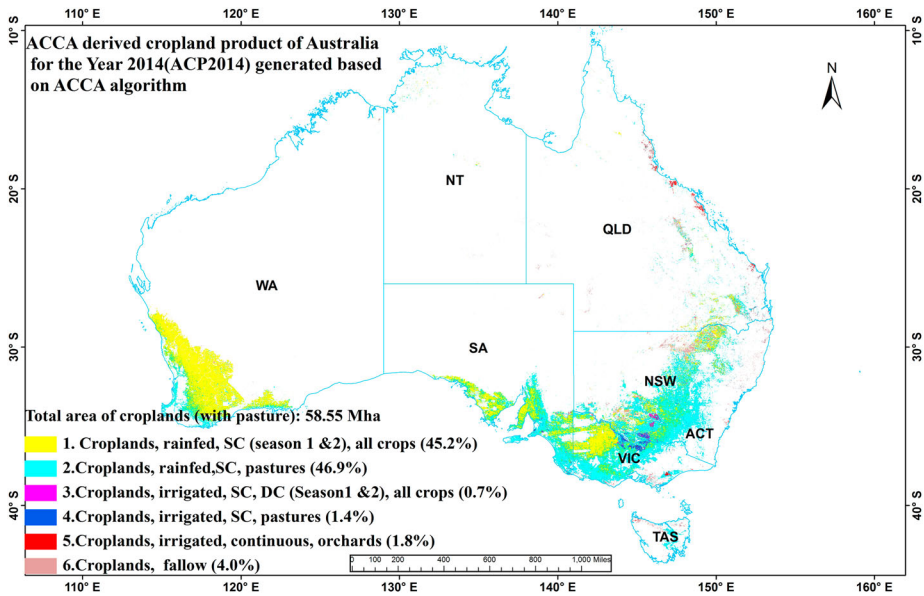 110° E 120° E 130° E 140° E 150° E 160° E
10° S 10° S
ACCA derived cropland product of Australia
for the Year 2014(ACP2014) generated based
on ACCA algorithm
N
20° S 20° S
NT
QLD
WA
30° S 30° S
SA
NSW
ACT
VIC
TAS
Total area of croplands (with pasture): 58.55 Mha
1. Croplands, rainfed, SC (season 1 &2), all crops (45.2%)
2.Croplands, rainfed,SC, pastures (46.9%)
3.Croplands, irrigated, SC, DC (Season1 &2), all crops (0.7%)
4.Croplands, irrigated, SC, pastures (1.4%)
5.Croplands, irrigated, continuous, orchards (1.8%)
6.Croplands, fallow (4.0%)
40° S 40° S
0 100 200 400 600 800 1,000 Miles
110° E 120° E 130° E 140° E 150° E 160° E